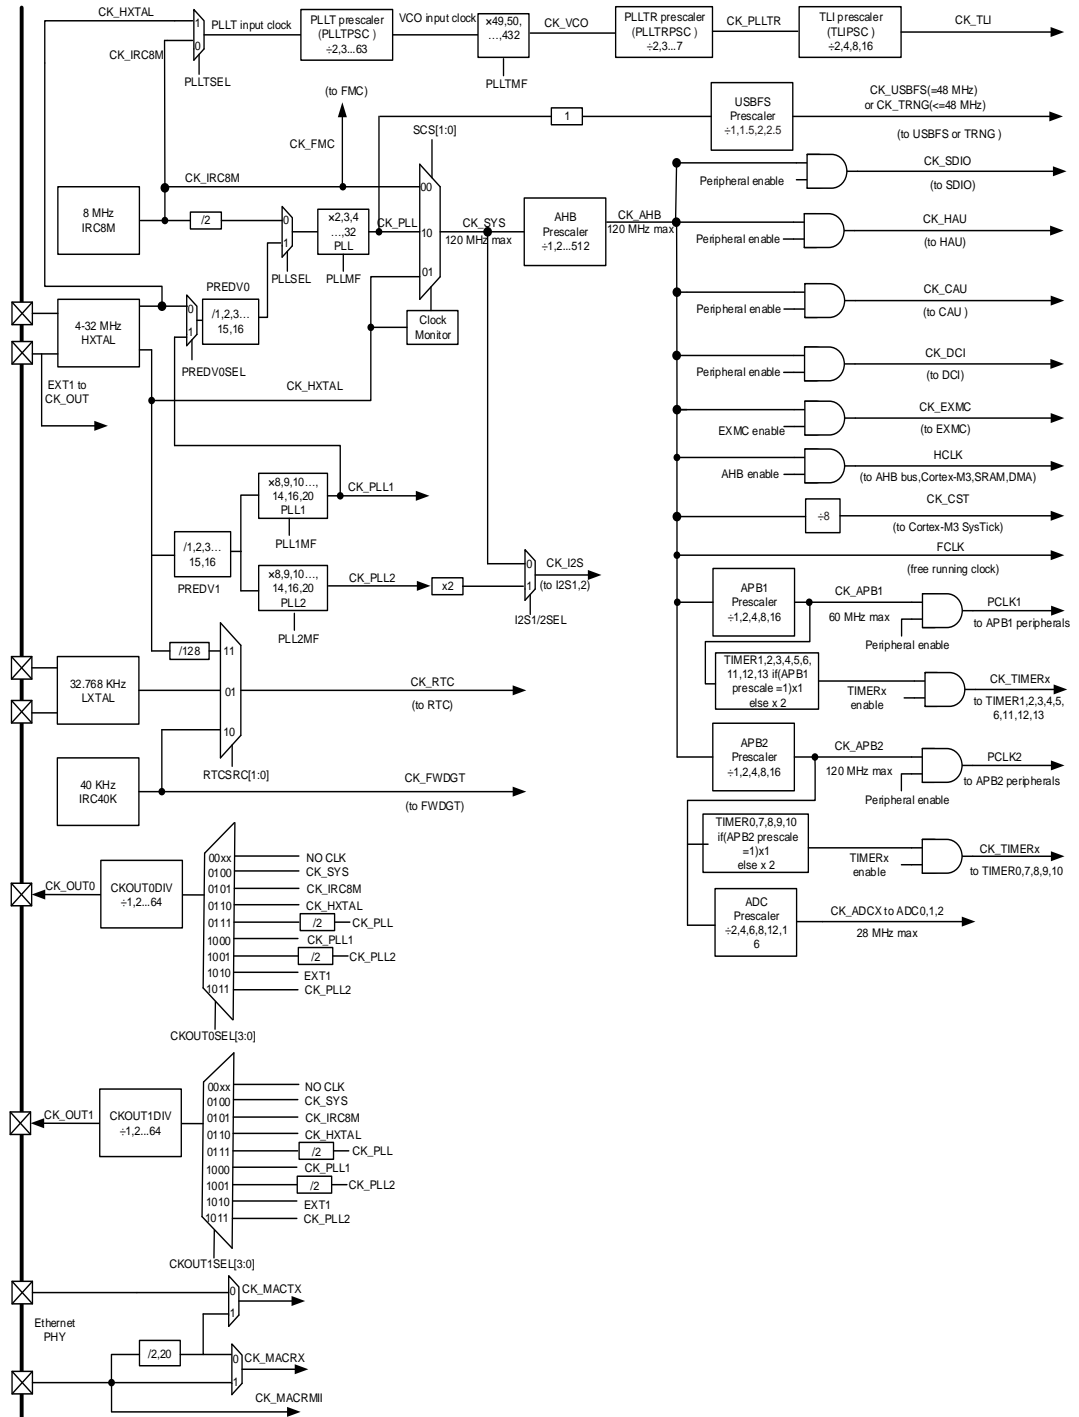 CK_HXTAL
1
0
CK_IRC8M
PLLTSEL
PLLT input clock
PLLT prescaler
(PLLTPSC )
÷2,3...63
VCO input clock
×49,50,
…,432
PLLTMF
CK_VCO
PLLTR prescaler
(PLLTRPSC )
÷2,3...7
CK_PLLTR
TLI prescaler
(TLIPSC )
÷2,4,8,16
CK_TLI
(to FMC)
CK_FMC
1
USBFS
Prescaler
÷1,1.5,2,2.5
CK_USBFS(=48 MHz)
or CK_TRNG(<=48 MHz)
(to USBFS or TRNG )
SCS[1:0]
CK_IRC8M
00
10
01
8 MHz
IRC8M
/2
0
1
PLLSEL
×2,3,4
…,32
PLL
PLLMF
CK_PLL
CK_SYS
120 MHz max
AHB
Prescaler
÷1,2...512
CK_AHB
120 MHz max
Peripheral enable
CK_SDIO
(to SDIO)
Peripheral enable
CK_HAU
(to HAU)
Peripheral enable
CK_CAU
(to CAU )
Peripheral enable
CK_DCI
(to DCI)
EXMC enable
CK_EXMC
(to EXMC)
AHB enable
HCLK
(to AHB bus,Cortex-M3,SRAM,DMA)
÷8
CK_CST
(to Cortex-M3 SysTick)
FCLK
(free running clock)
4-32 MHz
HXTAL
0
1
PREDV0SEL
PREDV0
/1,2,3…
15,16
Clock
Monitor
EXT1 to
CK_OUT
CK_HXTAL
×8,9,10…,
14,16,20
PLL1
PLL1MF
CK_PLL1
/1,2,3…
15,16
PREDV1
×8,9,10…,
14,16,20
PLL2
PLL2MF
CK_PLL2
x2
0
1
I2S1/2SEL
CK_I2S
(to I2S1,2)
APB1
Prescaler
÷1,2,4,8,16
CK_APB1
60 MHz max
Peripheral enable
PCLK1
to APB1 peripherals
TIMER1,2,3,4,5,6,
11,12,13 if(APB1
prescale =1)x1
else x 2
TIMERx
enable
CK_TIMERx
to TIMER1,2,3,4,5,
6,11,12,13
APB2
Prescaler
÷1,2,4,8,16
CK_APB2
120 MHz max
Peripheral enable
PCLK2
to APB2 peripherals
TIMER0,7,8,9,10
if(APB2 prescale
=1)x1
else x 2
TIMERx
enable
CK_TIMERx
to TIMER0,7,8,9,10
ADC
Prescaler
÷2,4,6,8,12,1
6
CK_ADCX to ADC0,1,2
28 MHz max
/128
11
01
10
RTCSRC[1:0]
32.768 KHz
LXTAL
CK_RTC
(to RTC)
40 KHz
IRC40K
CK_FWDGT
(to FWDGT)
CK_OUT0
CKOUT0DIV
÷1,2...64
00xx
NO CLK
0100
CK_SYS
0101
CK_IRC8M
0110
CK_HXTAL
0111
/2
CK_PLL
1000
CK_PLL1
1001
/2
CK_PLL2
1010
EXT1
1011
CK_PLL2
CKOUT0SEL[3:0]
CK_OUT1
CKOUT1DIV
÷1,2...64
00xx
NO CLK
0100
CK_SYS
0101
CK_IRC8M
0110
CK_HXTAL
0111
/2
CK_PLL
1000
CK_PLL1
1001
/2
CK_PLL2
1010
EXT1
1011
CK_PLL2
CKOUT1SEL[3:0]
Ethernet
PHY
0
1
CK_MACTX
/2,20
0
1
CK_MACRX
CK_MACRMII